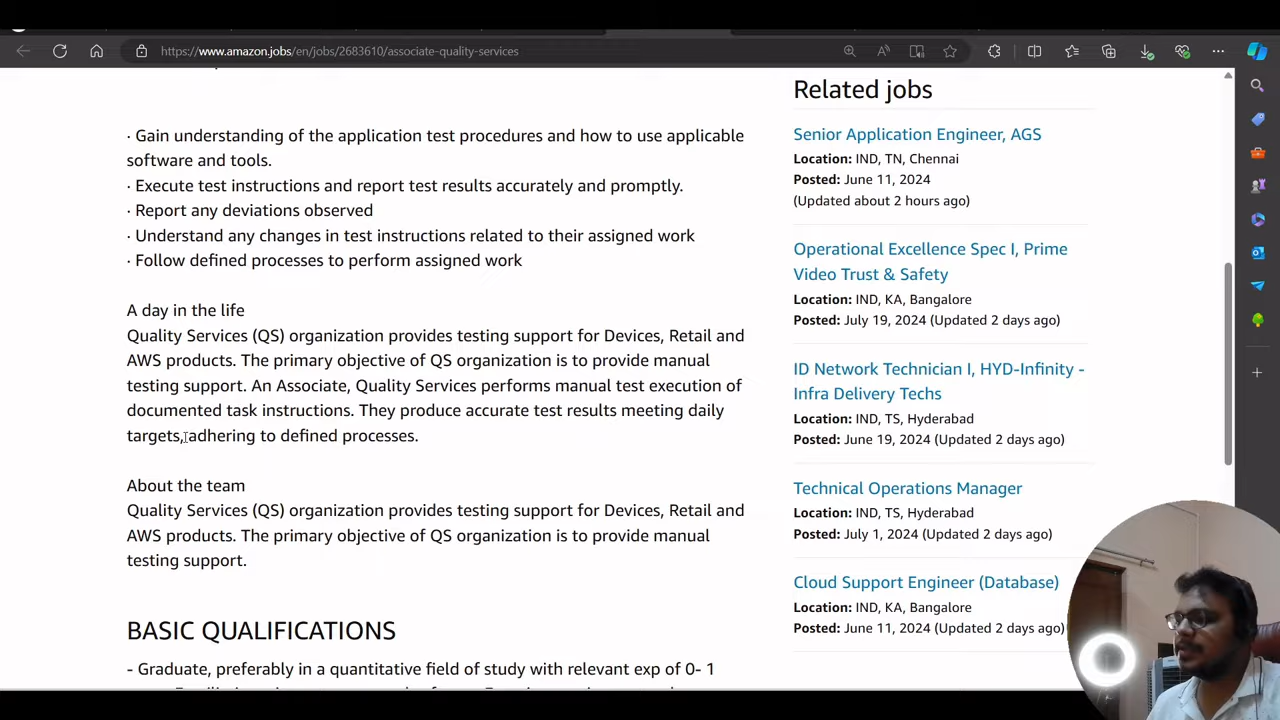 https://www.amazon.jobs/en/jobs/2683610/associate-quality-services
· Gain understanding of the application test procedures and how to use applicable
software and tools.
· Execute test instructions and report test results accurately and promptly.
· Report any deviations observed
· Understand any changes in test instructions related to their assigned work
· Follow defined processes to perform assigned work
A day in the life
Quality Services (QS) organization provides testing support for Devices, Retail and
AWS products. The primary objective of QS organization is to provide manual
testing support. An Associate, Quality Services performs manual test execution of
documented task instructions. They produce accurate test results meeting daily
targets, adhering to defined processes.
About the team
Quality Services (QS) organization provides testing support for Devices, Retail and
AWS products. The primary objective of QS organization is to provide manual
testing support.
BASIC QUALIFICATIONS
- Graduate, preferably in a quantitative field of study with relevant exp of 0- 1
Related jobs
Senior Application Engineer, AGS
Location: IND, TN, Chennai
Posted: June 11, 2024
(Updated about 2 hours ago)
Operational Excellence Spec I, Prime
Video Trust & Safety
Location: IND, KA, Bangalore
Posted: July 19, 2024 (Updated 2 days ago)
ID Network Technician I, HYD-Infinity -
Infra Delivery Techs
Location: IND, TS, Hyderabad
Posted: June 19, 2024 (Updated 2 days ago)
Technical Operations Manager
Location: IND, TS, Hyderabad
Posted: July 1, 2024 (Updated 2 days ago)
Cloud Support Engineer (Database)
Location: IND, KA, Bangalore
Posted: June 11, 2024 (Updated 2 days ago)